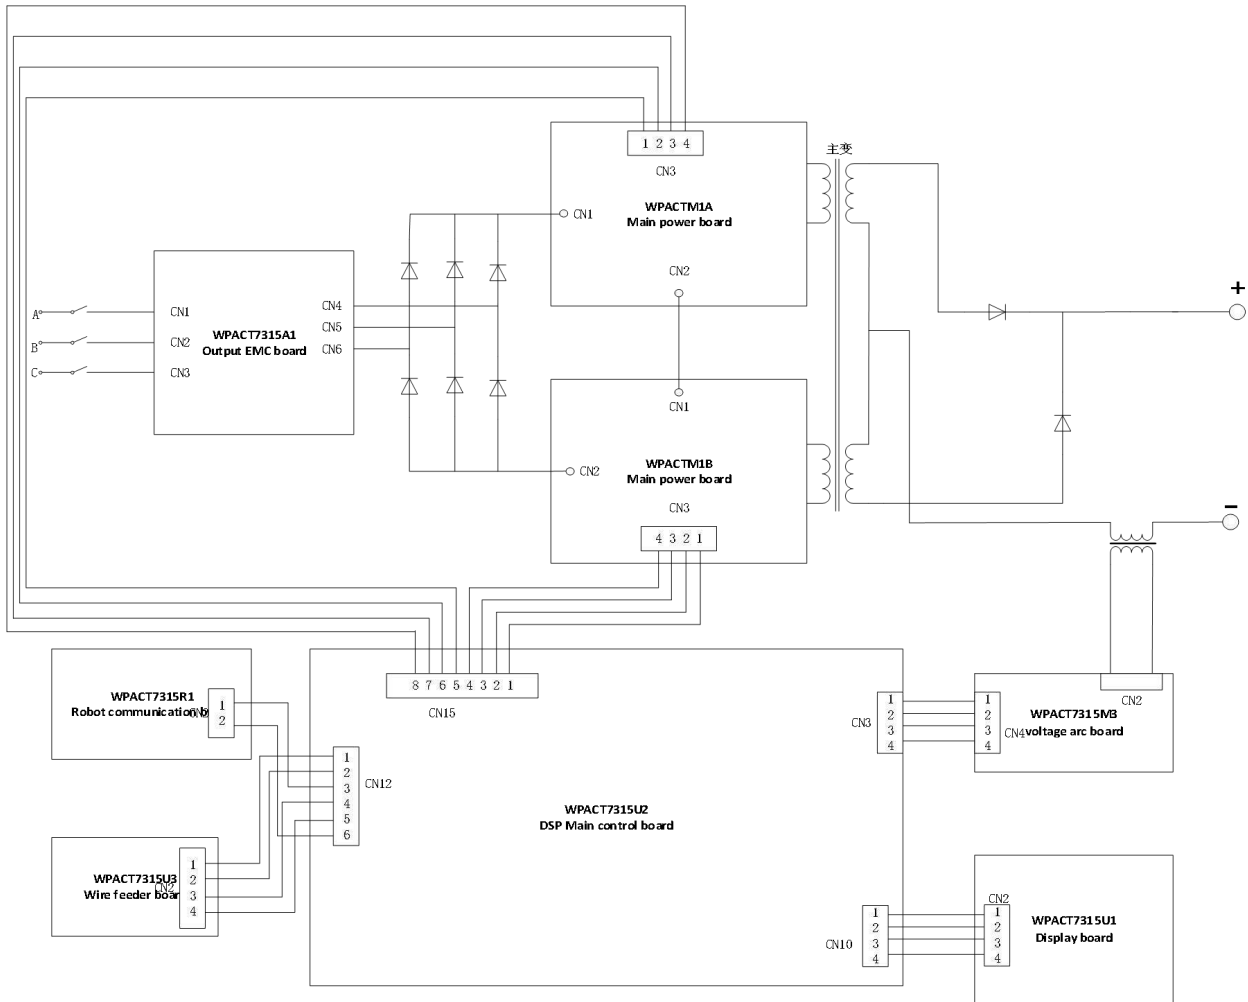 1 2 3 4
CN3
主变
WPACTM1A
Main power board
CN1
CN2
+
A
B
C
CN1
CN2
CN3
WPACT7315A1
Output EMC board
CN4
CN5
CN6
CN1
CN2
WPACTM1B
Main power board
CN3
4 3 2 1
-
8 7 6 5 4 3 2 1
CN15
WPACT7315R1
Robot communication b
CN2
1
2
CN12
1
2
3
4
5
6
WPACT7315U3
Wire feeder boar
CN2
1
2
3
4
WPACT7315U2
DSP Main control board
CN3
1
2
3
4
1
2
3
4
CN4
CN2
WPACT7315M3
voltage arc board
CN10
1
2
3
4
CN2
1
2
3
4
WPACT7315U1
Display board